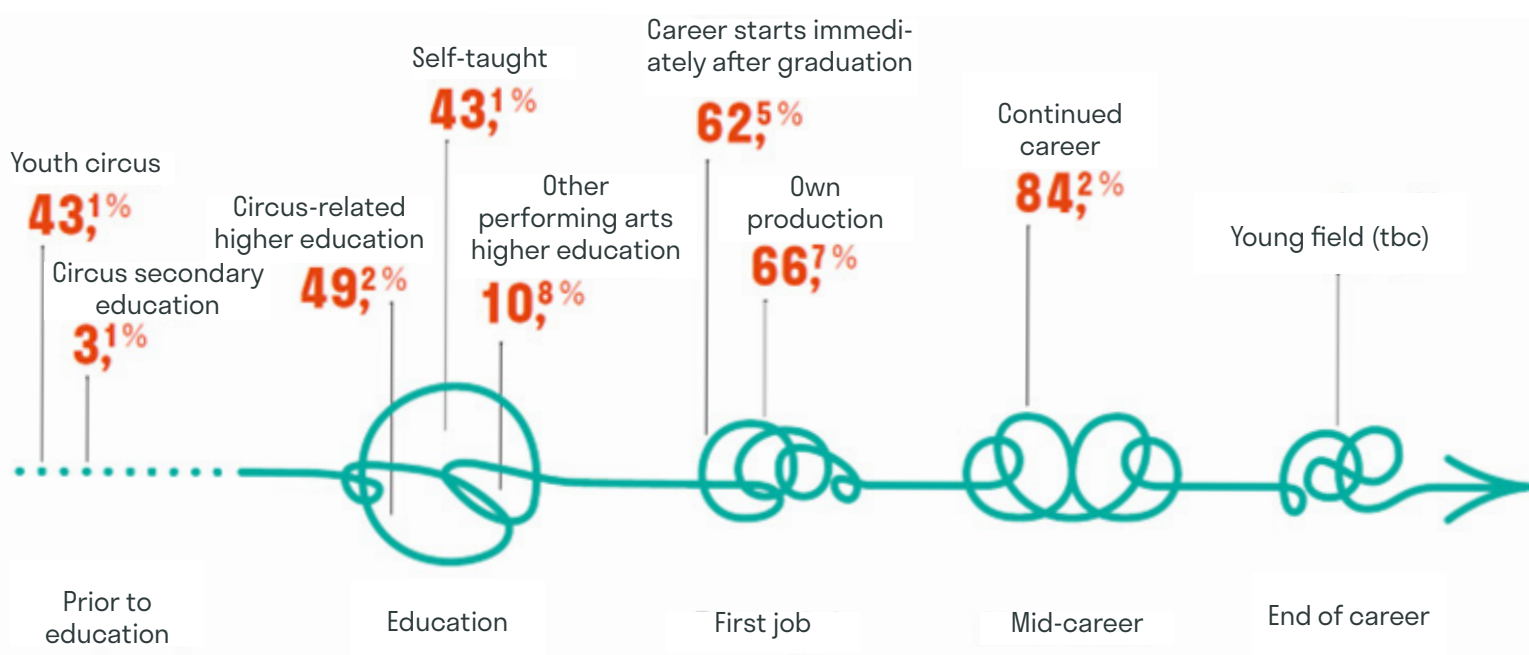 Youth circus
43,1%
Circus secondary
education
3,1%
Circus-related
higher education
49,2%
Self-taught
43,1%
Other
performing arts
higher education
10,8%
Career starts immedi-
ately after graduation
62,5%
Own
production
66,7%
Continued
career
84,2%
Young field (tbc)
Prior to
education
Education
First job
Mid-career
End of career